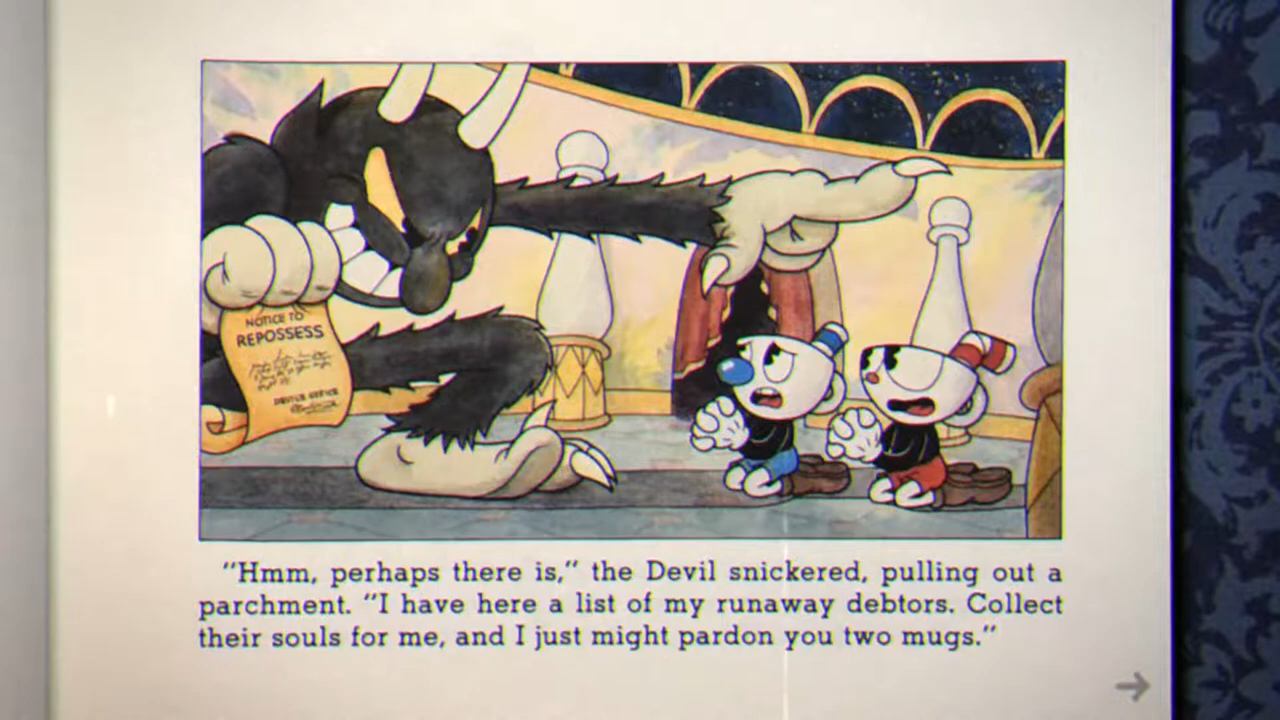 NOTICE TO
REPOSSESS
“Hmm, perhaps there is,” the Devil snickered, pulling out a
parchment. “I have here a list of my runaway debtors. Collect
their souls for me, and I just might pardon you two mugs.”